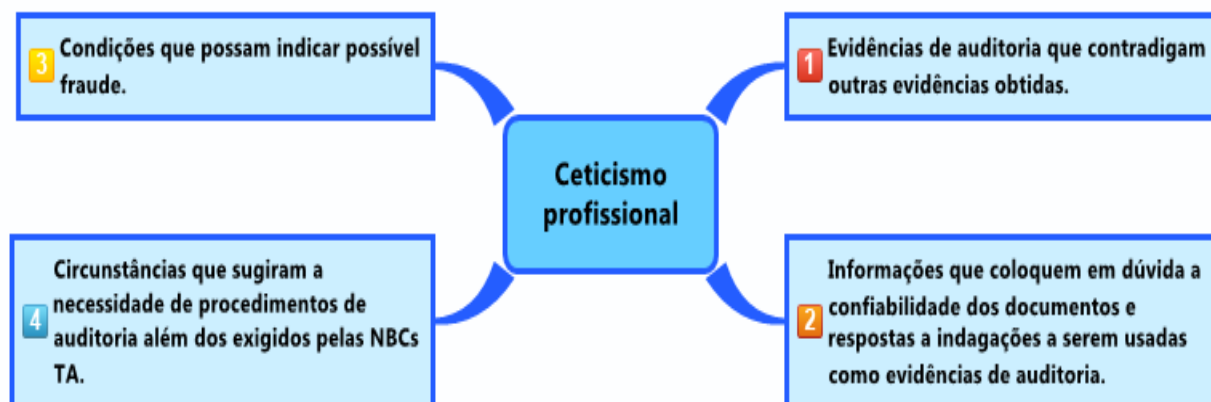 3 Condições que possam indicar possível
fraude.
1 Evidências de auditoria que contradigam
outras evidências obtidas.
Ceticismo
profissional
Circunstâncias que sugiram a
necessidade de procedimentos de
4 auditoria além dos exigidos pelas NBCs
TA.
Informações que coloquem em dúvida a
confiabilidade dos documentos e
2 respostas a indagações a serem usadas
como evidências de auditoria.